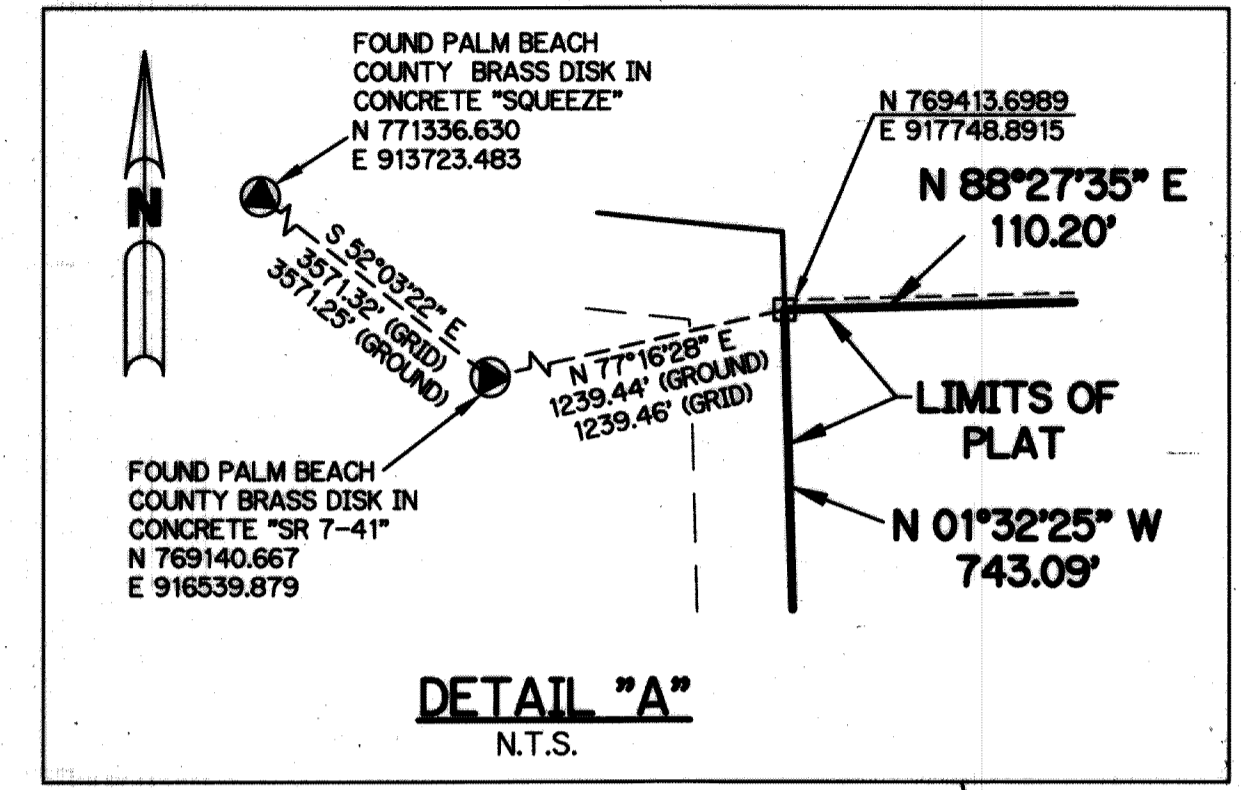 FOUND PALM BEACH
COUNTY BRASS DISK IN
CONCRETE "SQUEEZE"
N 771336.630
E 913723.483
N 769413.6989
E 917748.8915
N 88°27'35" E
110.20'
N
S 52°03'22" E
3571.32' (GRID)
3571.25' (GROUND)
N 77°16'28" E
1239.44' (GROUND)
1239.46' (GRID)
LIMITS OF
PLAT
FOUND PALM BEACH
COUNTY BRASS DISK IN
CONCRETE "SR 7-41"
N 769140.667
E 916539.879
N 01°32'25" W
743.09'
DETAIL "A"
N.T.S.